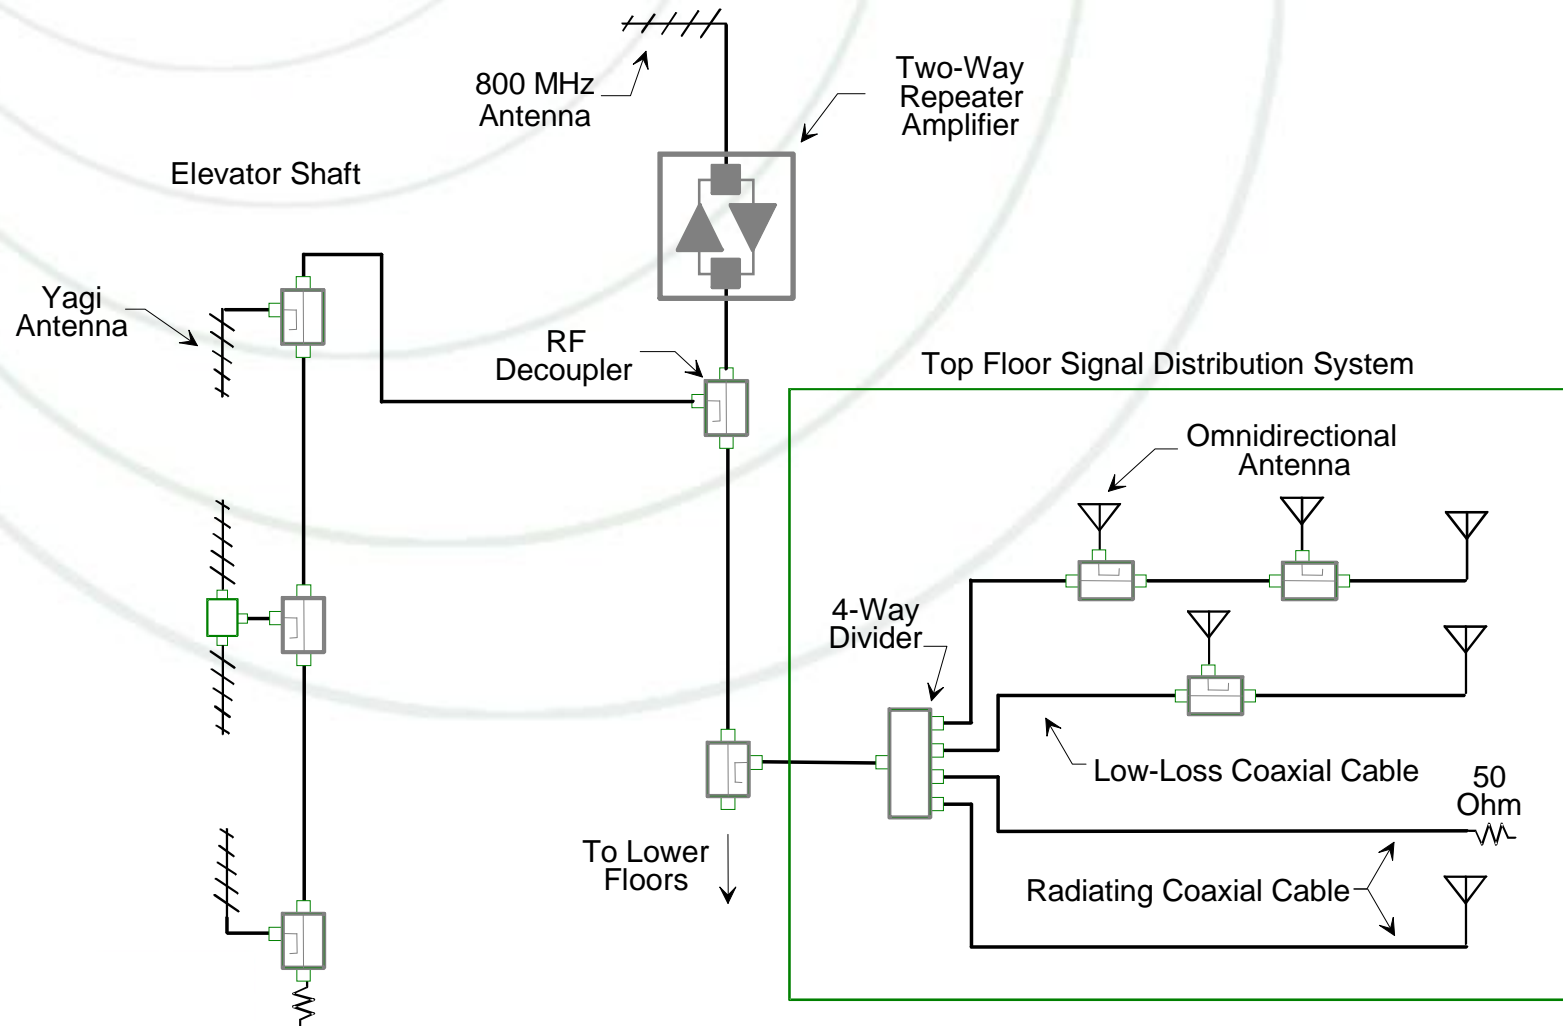 800 MHz
Antenna
Two-Way
Repeater
Amplifier
Elevator Shaft
Yagi
Antenna
RF
Decoupler
Top Floor Signal Distribution System
Omnidirectional
Antenna
4-Way
Divider
Low-Loss Coaxial Cable
50
Ohm
To Lower
Floors
Radiating Coaxial Cable